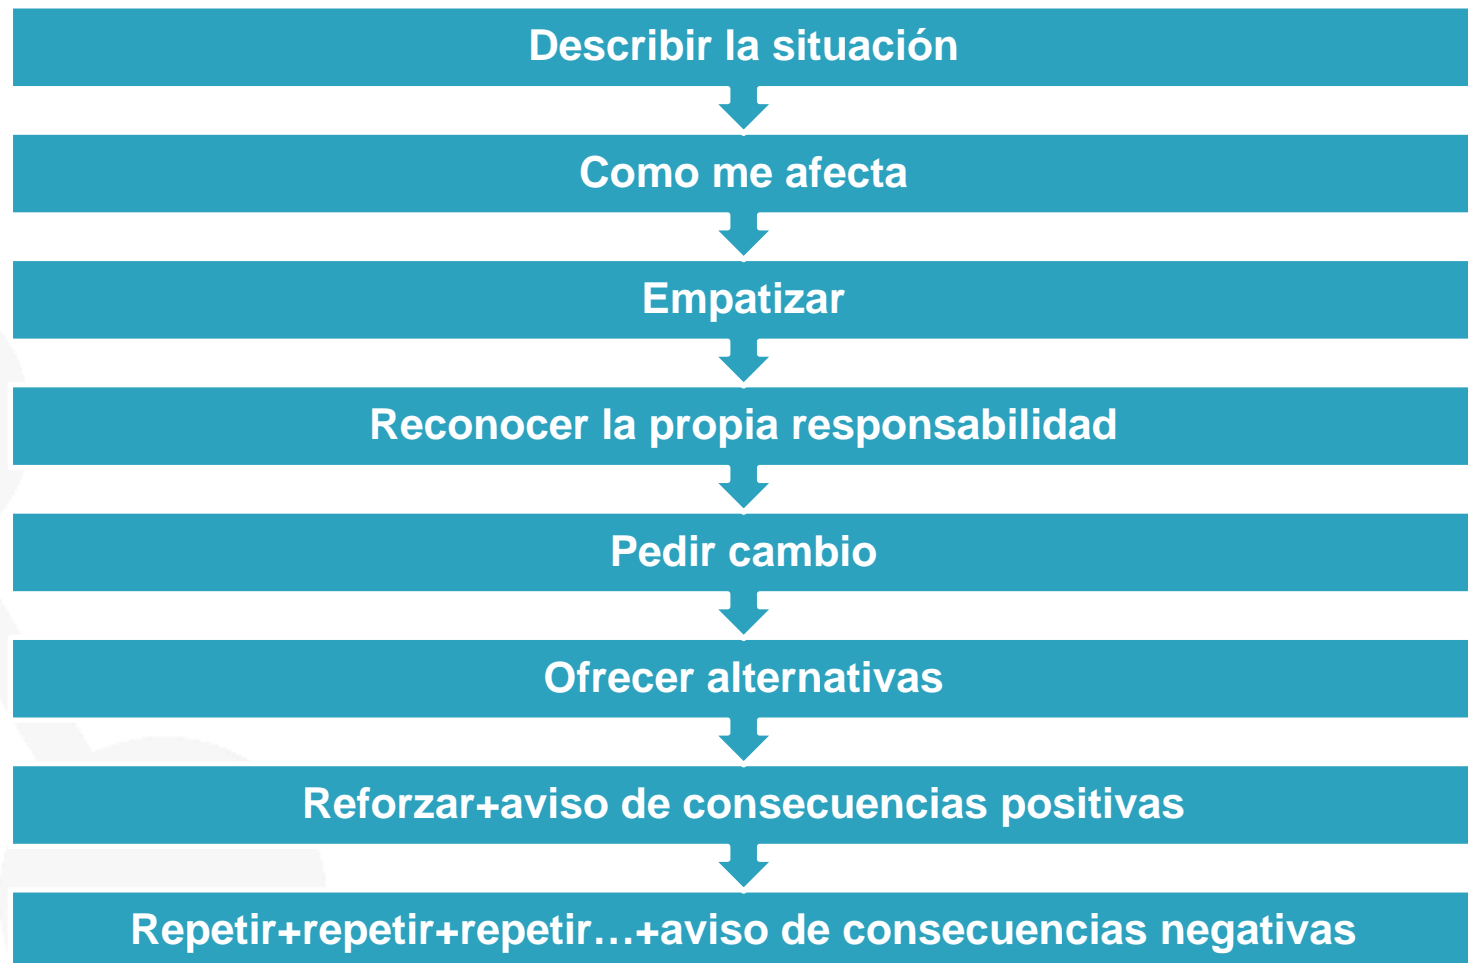 Describir la situación
Como me afecta
Empatizar
Reconocer la propia responsabilidad
Pedir cambio
Ofrecer alternativas
Reforzar+aviso de consecuencias positivas
Repetir+repetir+repetir…+aviso de consecuencias negativas